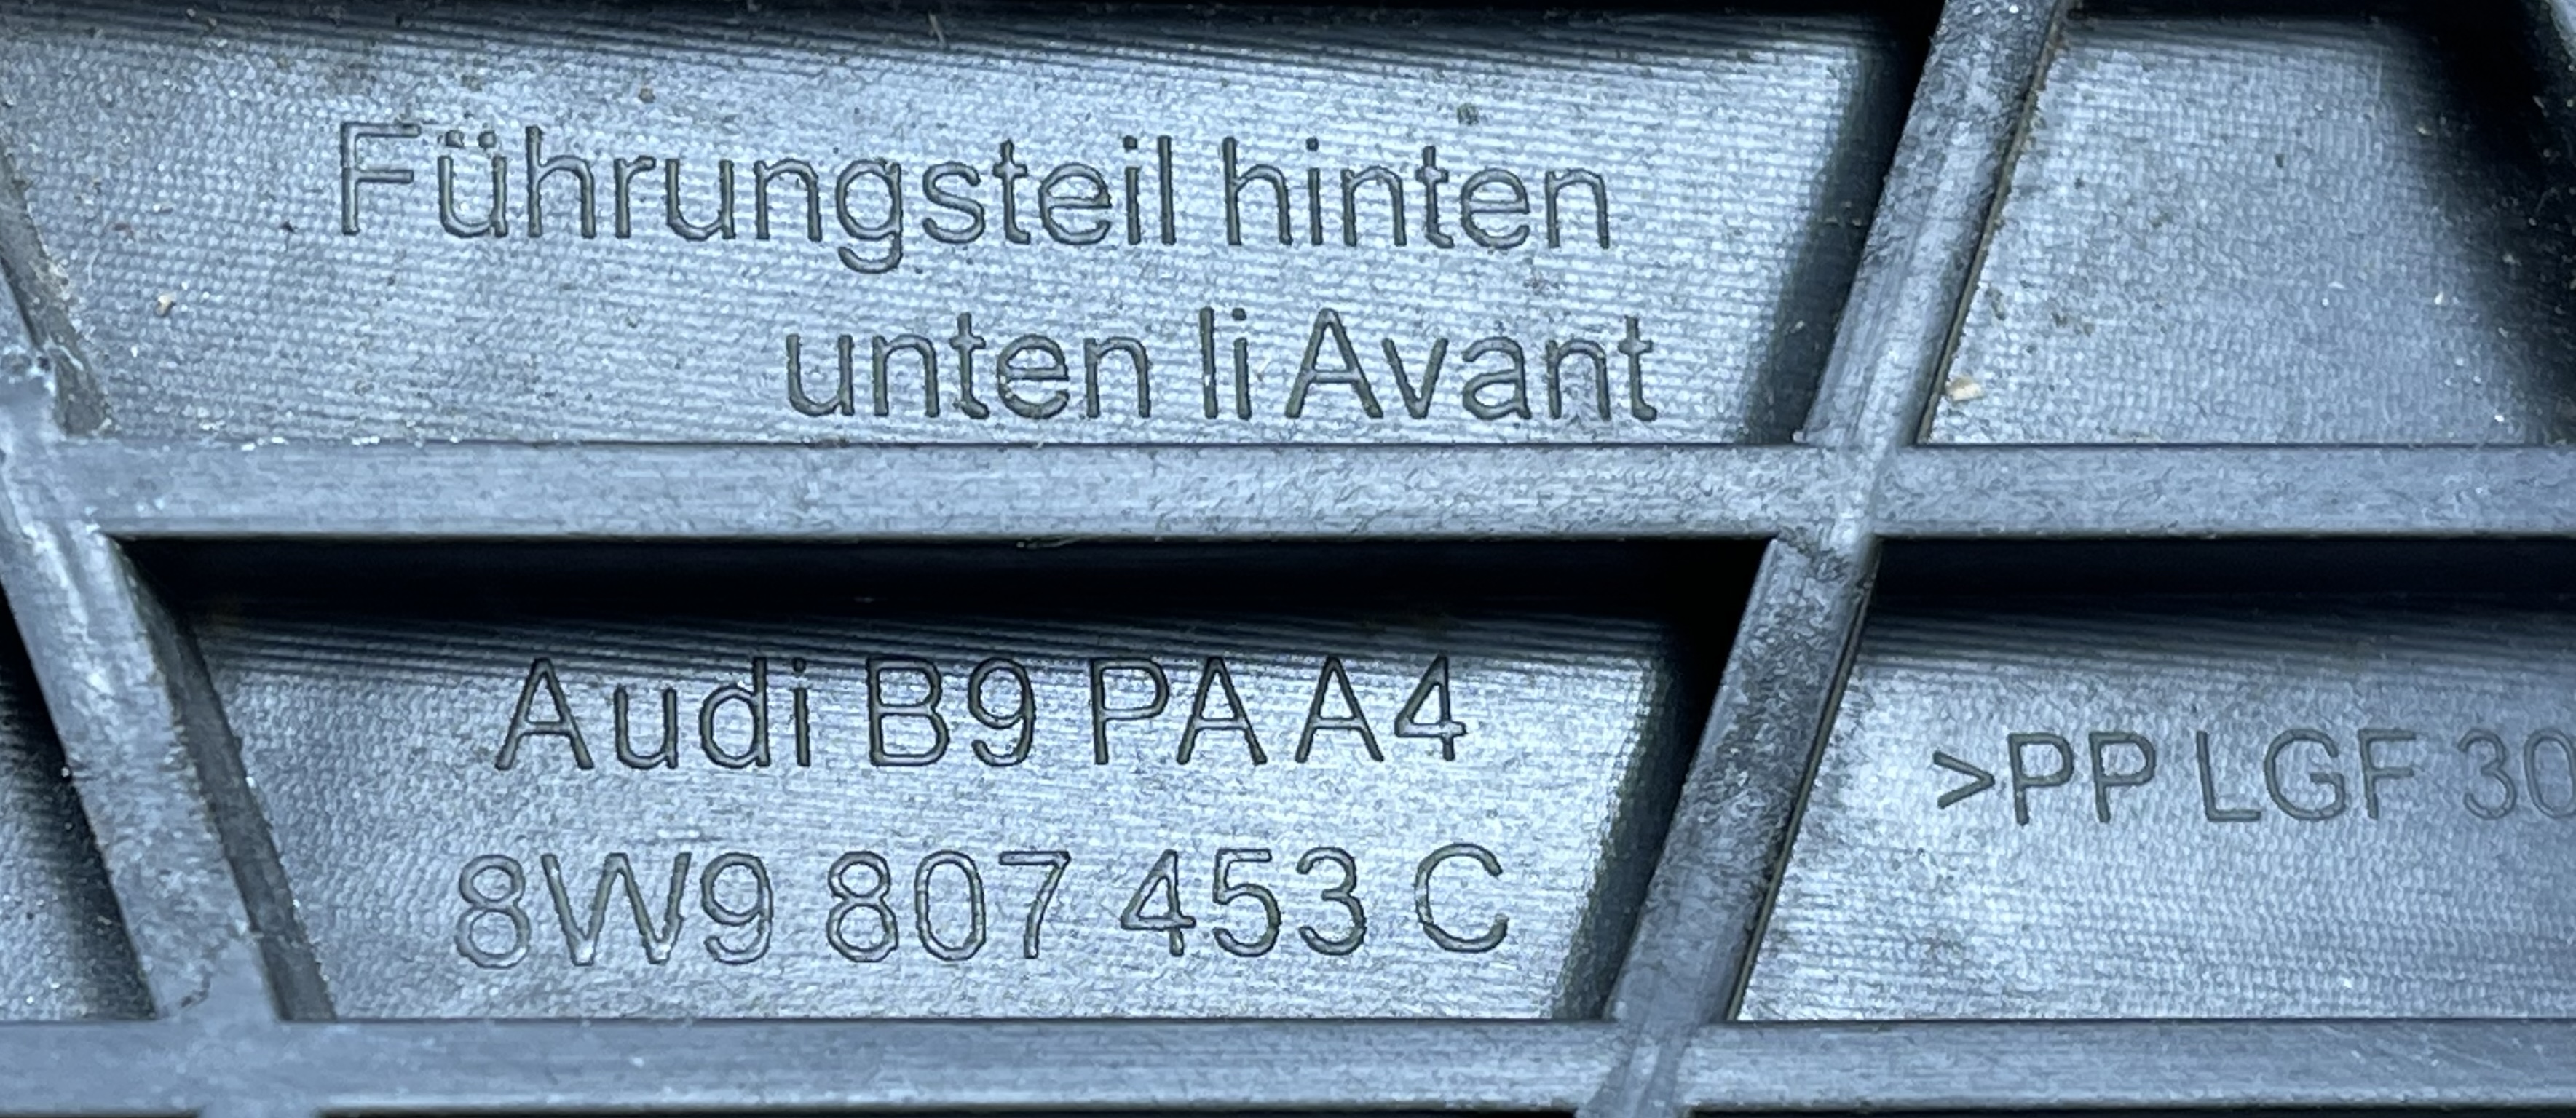 Führungsteil hinten
unten li Avant
Audi B9 PA A4
8W9 807 453 C
>PP LGF 30